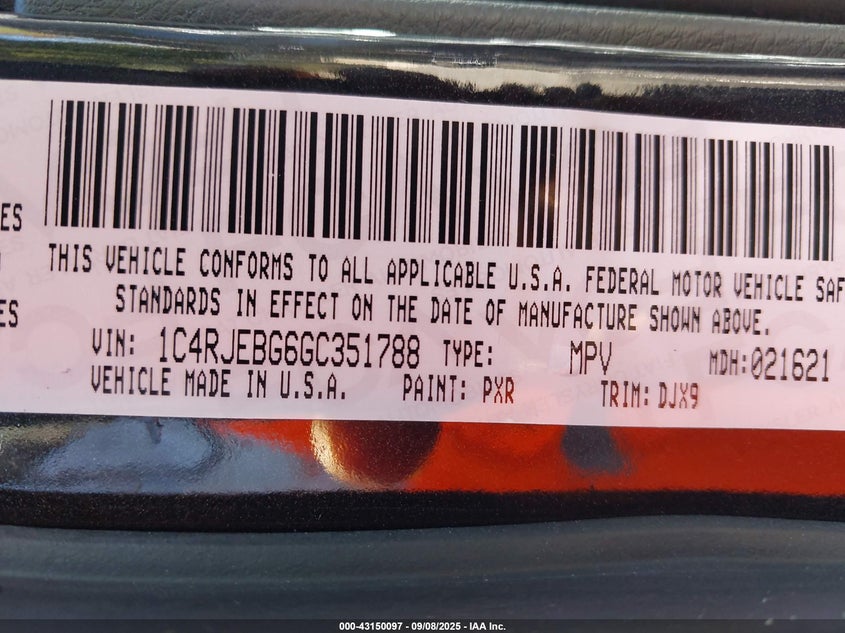 ES
THIS VEHICLE CONFORMS TO ALL APPLICABLE U.S.A. FEDERAL MOTOR VEHICLE SAF
STANDARDS IN EFFECT ON THE DATE OF MANUFACTURE SHOWN ABOVE.
ES
VIN: 1C4RJEBG6GC351788 TYPE: MPV MDH:021621
VEHICLE MADE IN U.S.A. PAINT: PXR TRIM: DJX9
000-43150097 - 09/08/2025 - IAA Inc.